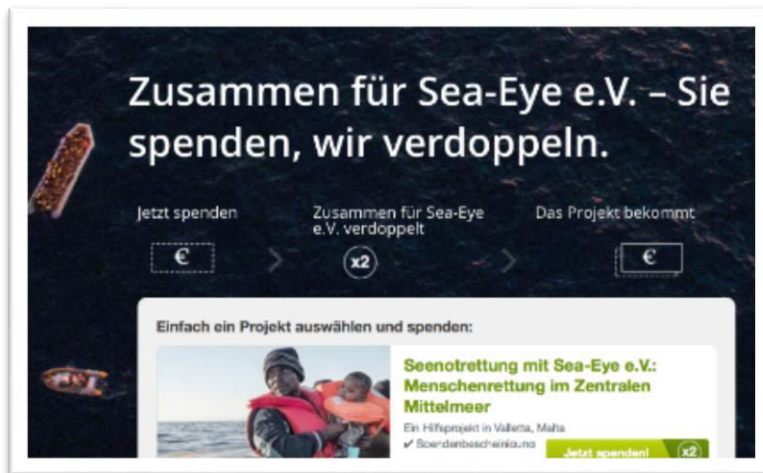 Zusammen für Sea-Eye e.V. – Sie
spenden, wir verdoppeln.
Jetzt spenden
Zusammen für Sea-Eye
e.V. verdoppelt
Das Projekt bekommt
€
x2
€
Einfach ein Projekt auswählen und spenden:
Seenotrettung mit Sea-Eye e.V.:
Menschenrettung im Zentralen
Mittelmeer
Ein Hilfsprojekt in Valletta, Malta
✔ Spendenbescheinigung
Jetzt spenden!
x2